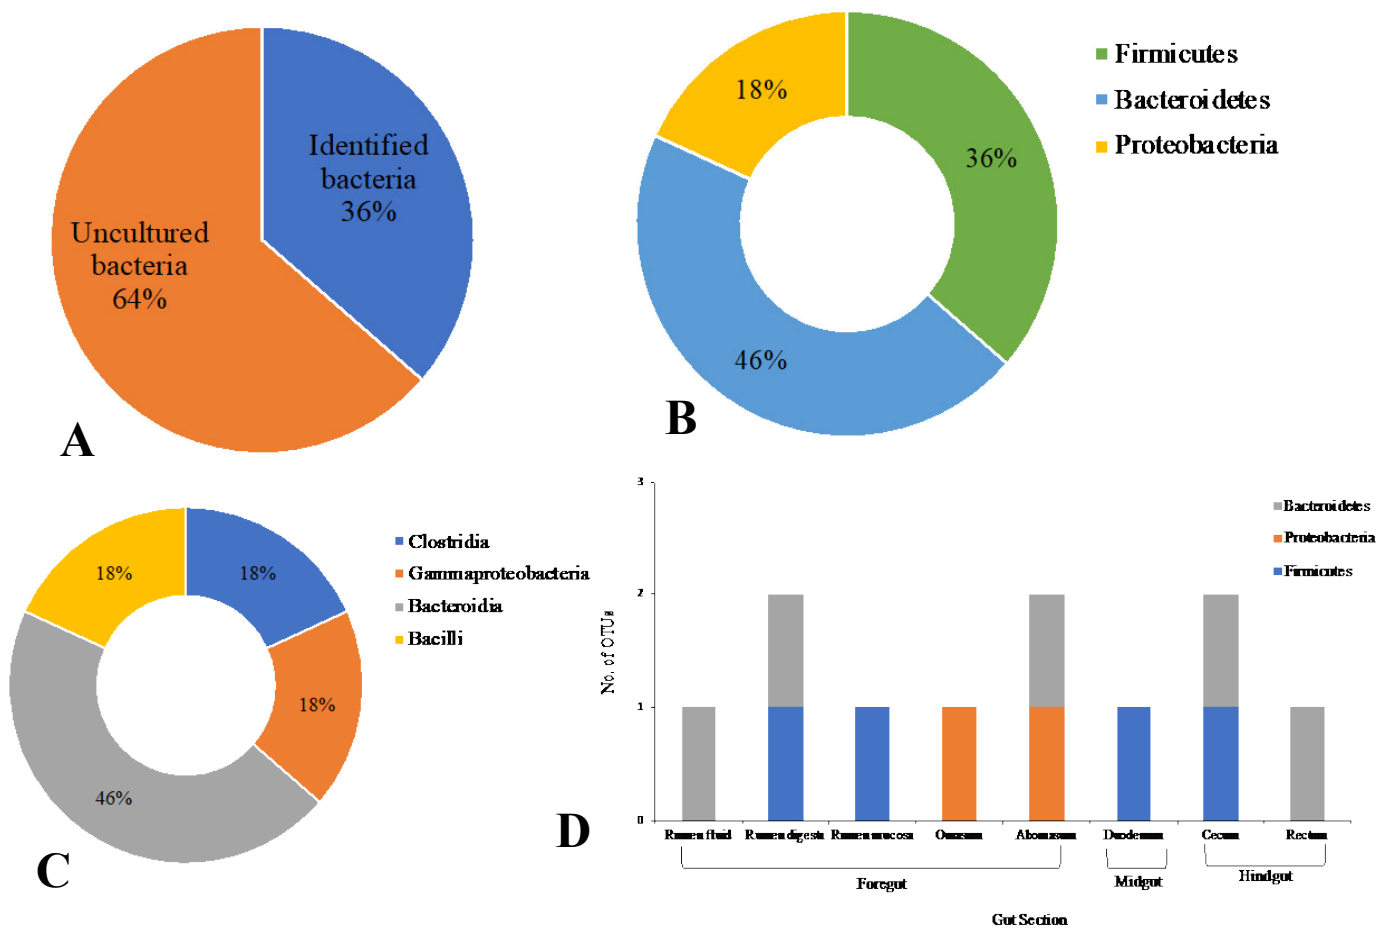 Identified
bacteria
36%
Uncultured
bacteria
64%
A
18%
36%
46%
Firmicutes
Bacteroidetes
Proteobacteria
B
18%
18%
18%
46%
Clostridia
Gammaproteobacteria
Bacteroidia
Bacilli
C
3
2
1
0
No. of OTUs
Bacteroidetes
Proteobacteria
Firmicutes
Rumen fluid Rumen digesta Rumen mucosa Omasum Abomasum Duodenum Cecum Rectum
Foregut Midgut Hindgut
Gut Section
D